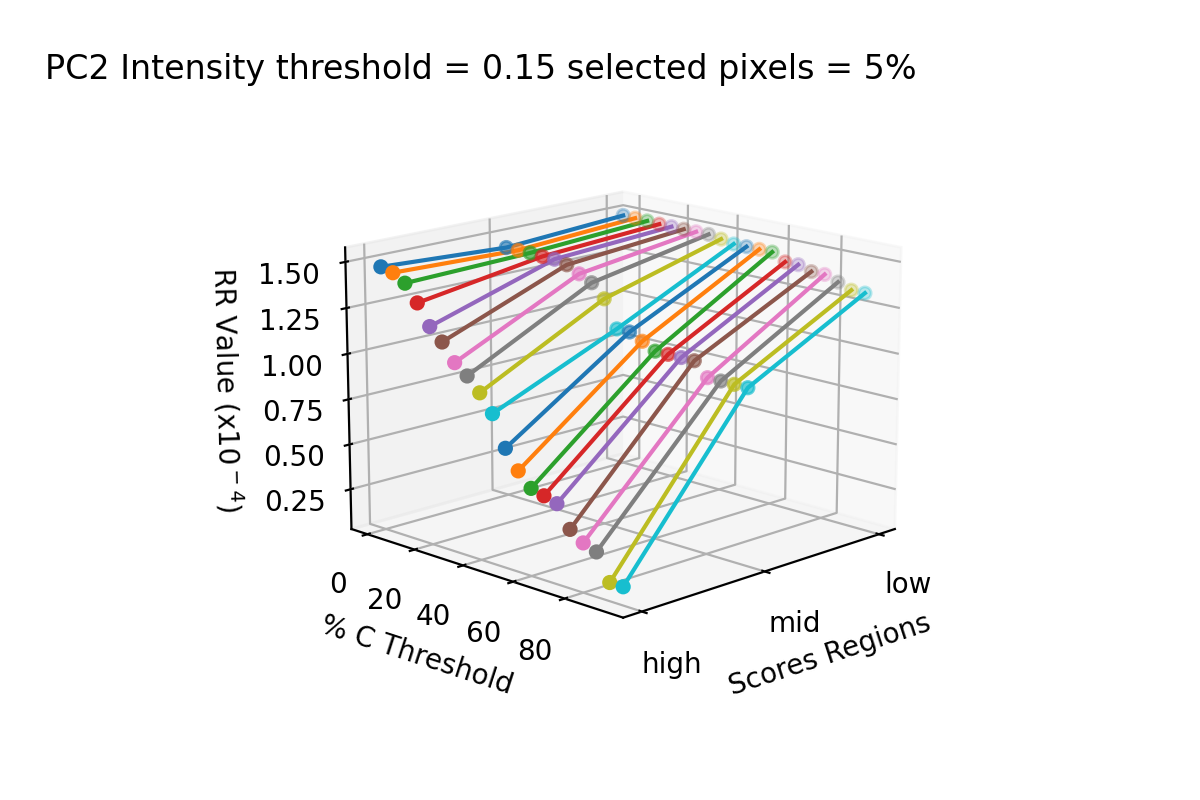 PC2 Intensity threshold = 0.15 selected pixels = 5%
RR Value (x10⁻⁴)
1.50
1.25
1.00
0.75
0.50
0.25
0
20
40
60
80
% C Threshold
high
mid
low
Scores Regions